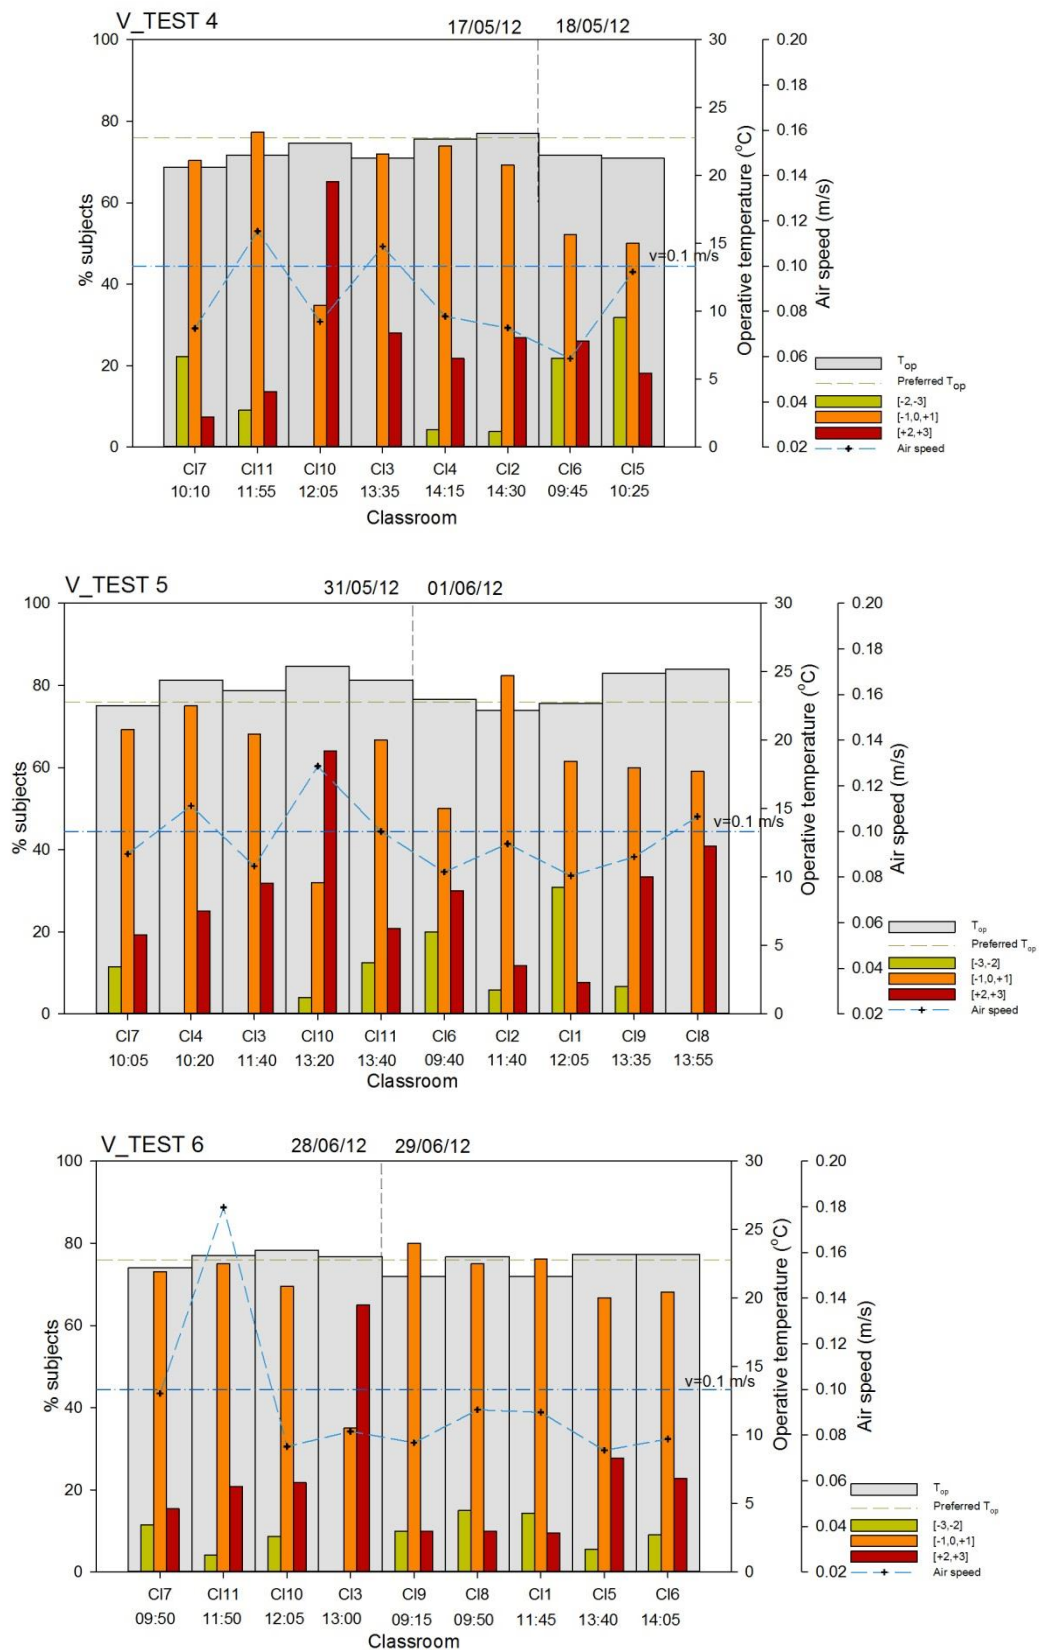 V_TEST 4
17/05/12 18/05/12
100
80
60
40
20
0
% subjects
30
25
20
15
10
5
0
Operative temperature (°C)
0.20
0.18
0.16
0.14
0.12
0.10
0.08
0.06
0.04
0.02
Air speed (m/s)
v=0.1 m/s
Top
Preferred Top
[-2,-3]
[-1,0,+1]
[+2,+3]
Air speed
Cl7 Cl11 Cl10 Cl3 Cl4 Cl2 Cl6 Cl5
10:10 11:55 12:05 13:35 14:15 14:30 09:45 10:25
Classroom
V_TEST 5
31/05/12 01/06/12
100
80
60
40
20
0
% subjects
30
25
20
15
10
5
0
Operative temperature (°C)
0.20
0.18
0.16
0.14
0.12
0.10
0.08
0.06
0.04
0.02
Air speed (m/s)
v=0.1 m/s
Top
Preferred Top
[-3,-2]
[-1,0,+1]
[+2,+3]
Air speed
Cl7 Cl4 Cl3 Cl10 Cl11 Cl6 Cl2 Cl1 Cl9 Cl8
10:05 10:20 11:40 13:20 13:40 09:40 11:40 12:05 13:35 13:55
Classroom
V_TEST 6
28/06/12 29/06/12
100
80
60
40
20
0
% subjects
30
25
20
15
10
5
0
Operative temperature (°C)
0.20
0.18
0.16
0.14
0.12
0.10
0.08
0.06
0.04
0.02
Air speed (m/s)
v=0.1 m/s
Top
Preferred Top
[-3,-2]
[-1,0,+1]
[+2,+3]
Air speed
Cl7 Cl11 Cl10 Cl3 Cl9 Cl8 Cl1 Cl5 Cl6
09:50 11:50 12:05 13:00 09:15 09:50 11:45 13:40 14:05
Classroom